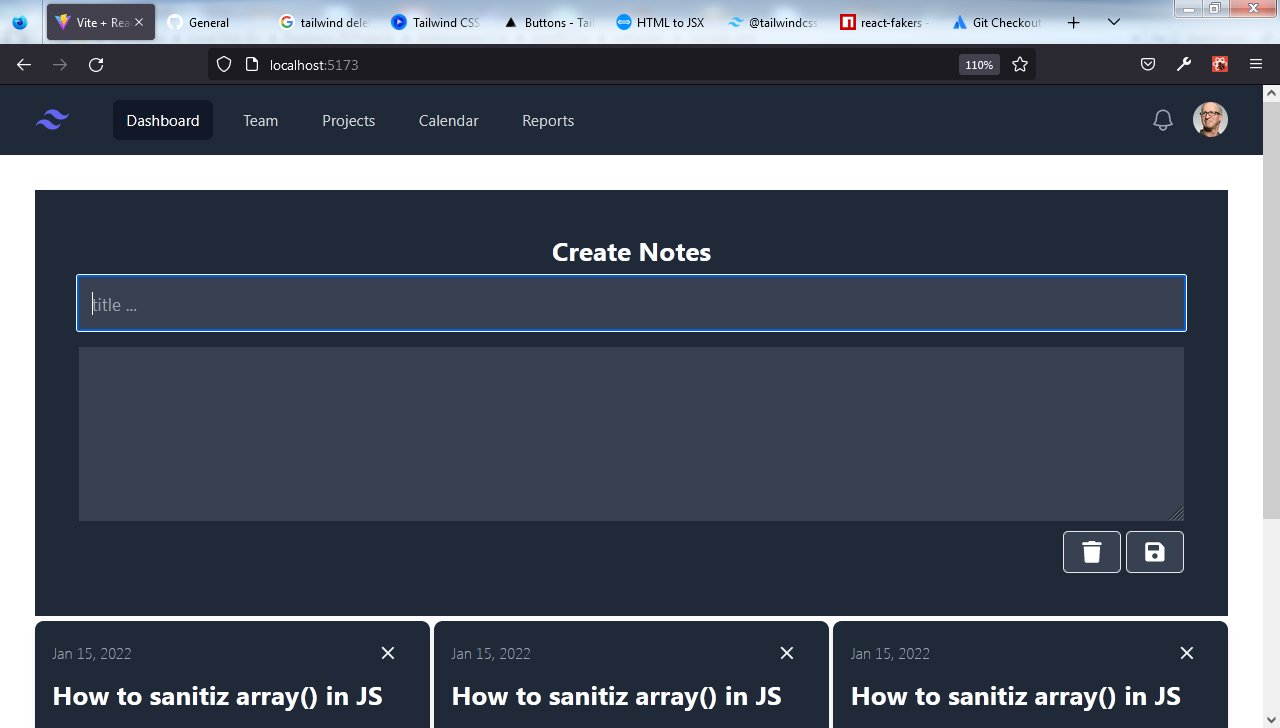 Vite + Rea
General
tailwind dele
Tailwind CSS
Buttons - Tail
HTML to JSX
@tailwindcss
react-fakers -
Git Checkout
localhost:5173
110%
Dashboard
Team
Projects
Calendar
Reports
Create Notes
title ...
Jan 15, 2022
Jan 15, 2022
Jan 15, 2022
How to sanitiz array() in JS
How to sanitiz array() in JS
How to sanitiz array() in JS